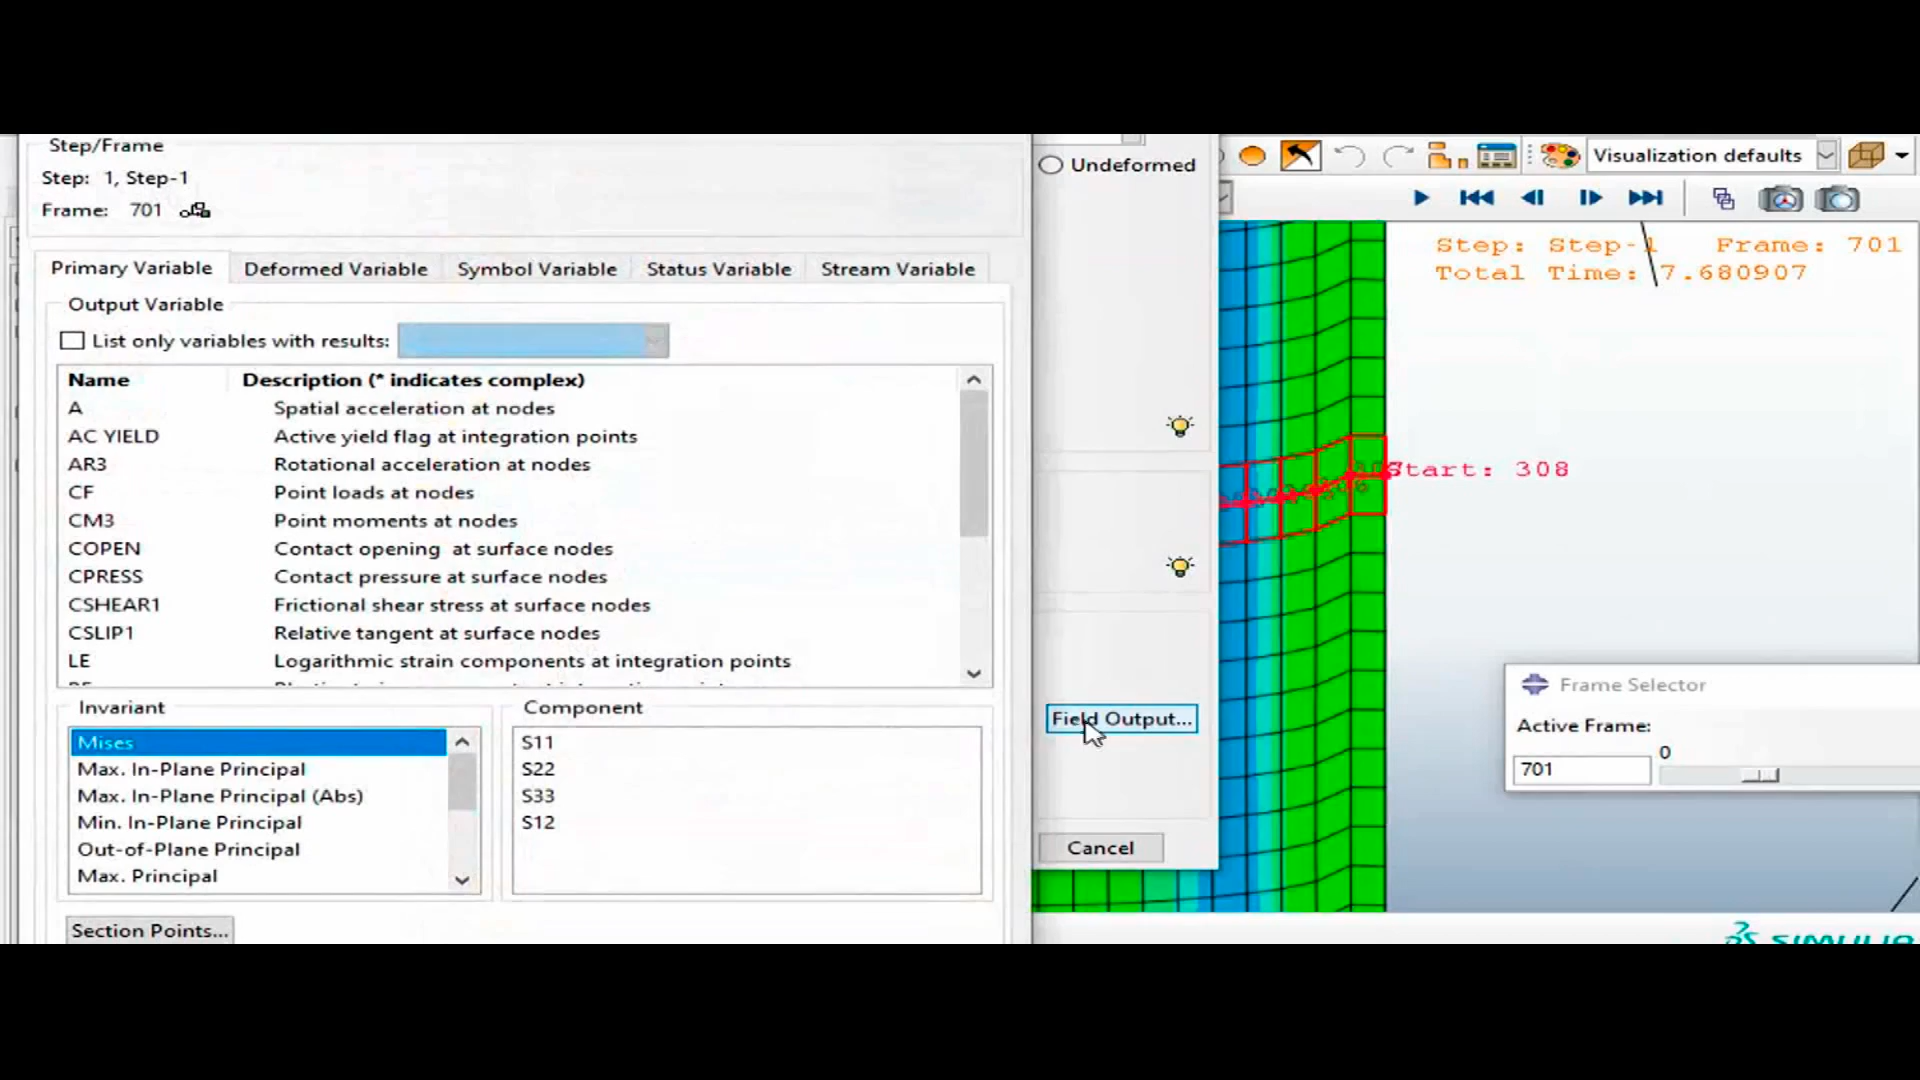 Step/Frame
Step: 1, Step-1
Frame: 701
Primary Variable
Deformed Variable
Symbol Variable
Status Variable
Stream Variable
Output Variable
List only variables with results:
Name Description (* indicates complex)
A Spatial acceleration at nodes
AC YIELD Active yield flag at integration points
AR3 Rotational acceleration at nodes
CF Point loads at nodes
CM3 Point moments at nodes
COPEN Contact opening at surface nodes
CPRESS Contact pressure at surface nodes
CSHEAR1 Frictional shear stress at surface nodes
CSLIP1 Relative tangent at surface nodes
LE Logarithmic strain components at integration points
Invariant
Mises
Max. In-Plane Principal
Max. In-Plane Principal (Abs)
Min. In-Plane Principal
Out-of-Plane Principal
Max. Principal
Component
S11
S22
S33
S12
Section Points...
Undeformed
Field Output...
Cancel
Visualization defaults
Step: Step-1 Frame: 701
Total Time: 7.680907
Start: 308
Frame Selector
Active Frame:
701
0
SIMULIA